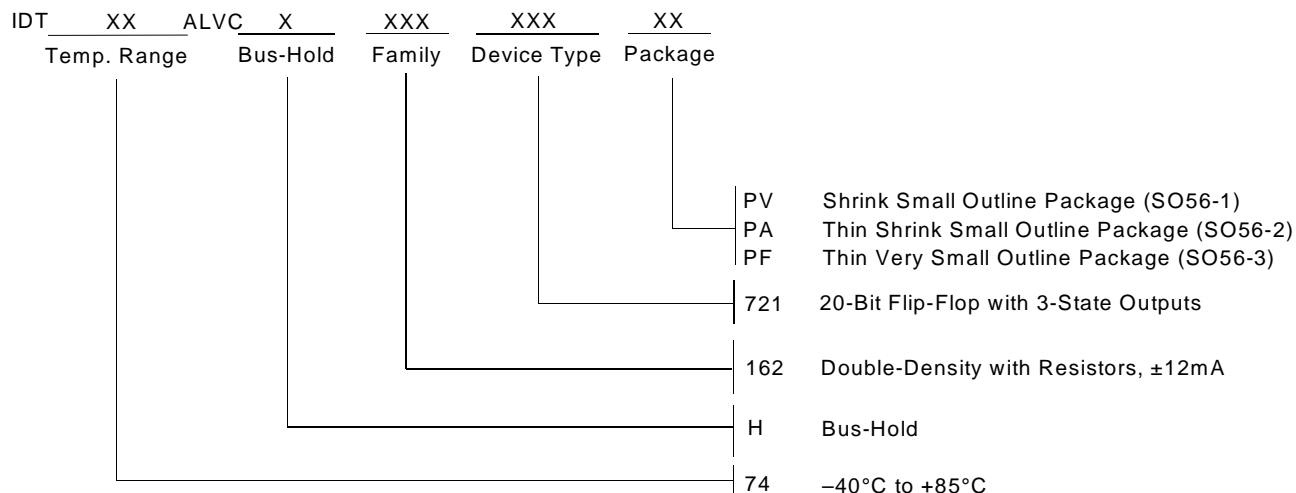 IDT XX ALVC X XXX XXX XX
Temp. Range Bus-Hold Family Device Type Package
PV Shrink Small Outline Package (SO56-1)
PA Thin Shrink Small Outline Package (SO56-2)
PF Thin Very Small Outline Package (SO56-3)
721 20-Bit Flip-Flop with 3-State Outputs
162 Double-Density with Resistors, ±12mA
H Bus-Hold
74 –40°C to +85°C